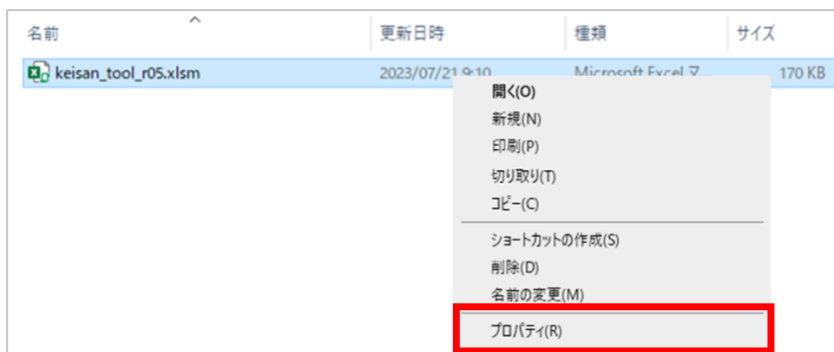 名前 更新日時 種類 サイズ
keisan_tool_r05.xlsm 2023/07/21 9:10 Microsoft Excel マ... 170 KB
開く(O)
新規(N)
印刷(P)
切り取り(T)
コピー(C)
ショートカットの作成(S)
削除(D)
名前の変更(M)
プロパティ(R)